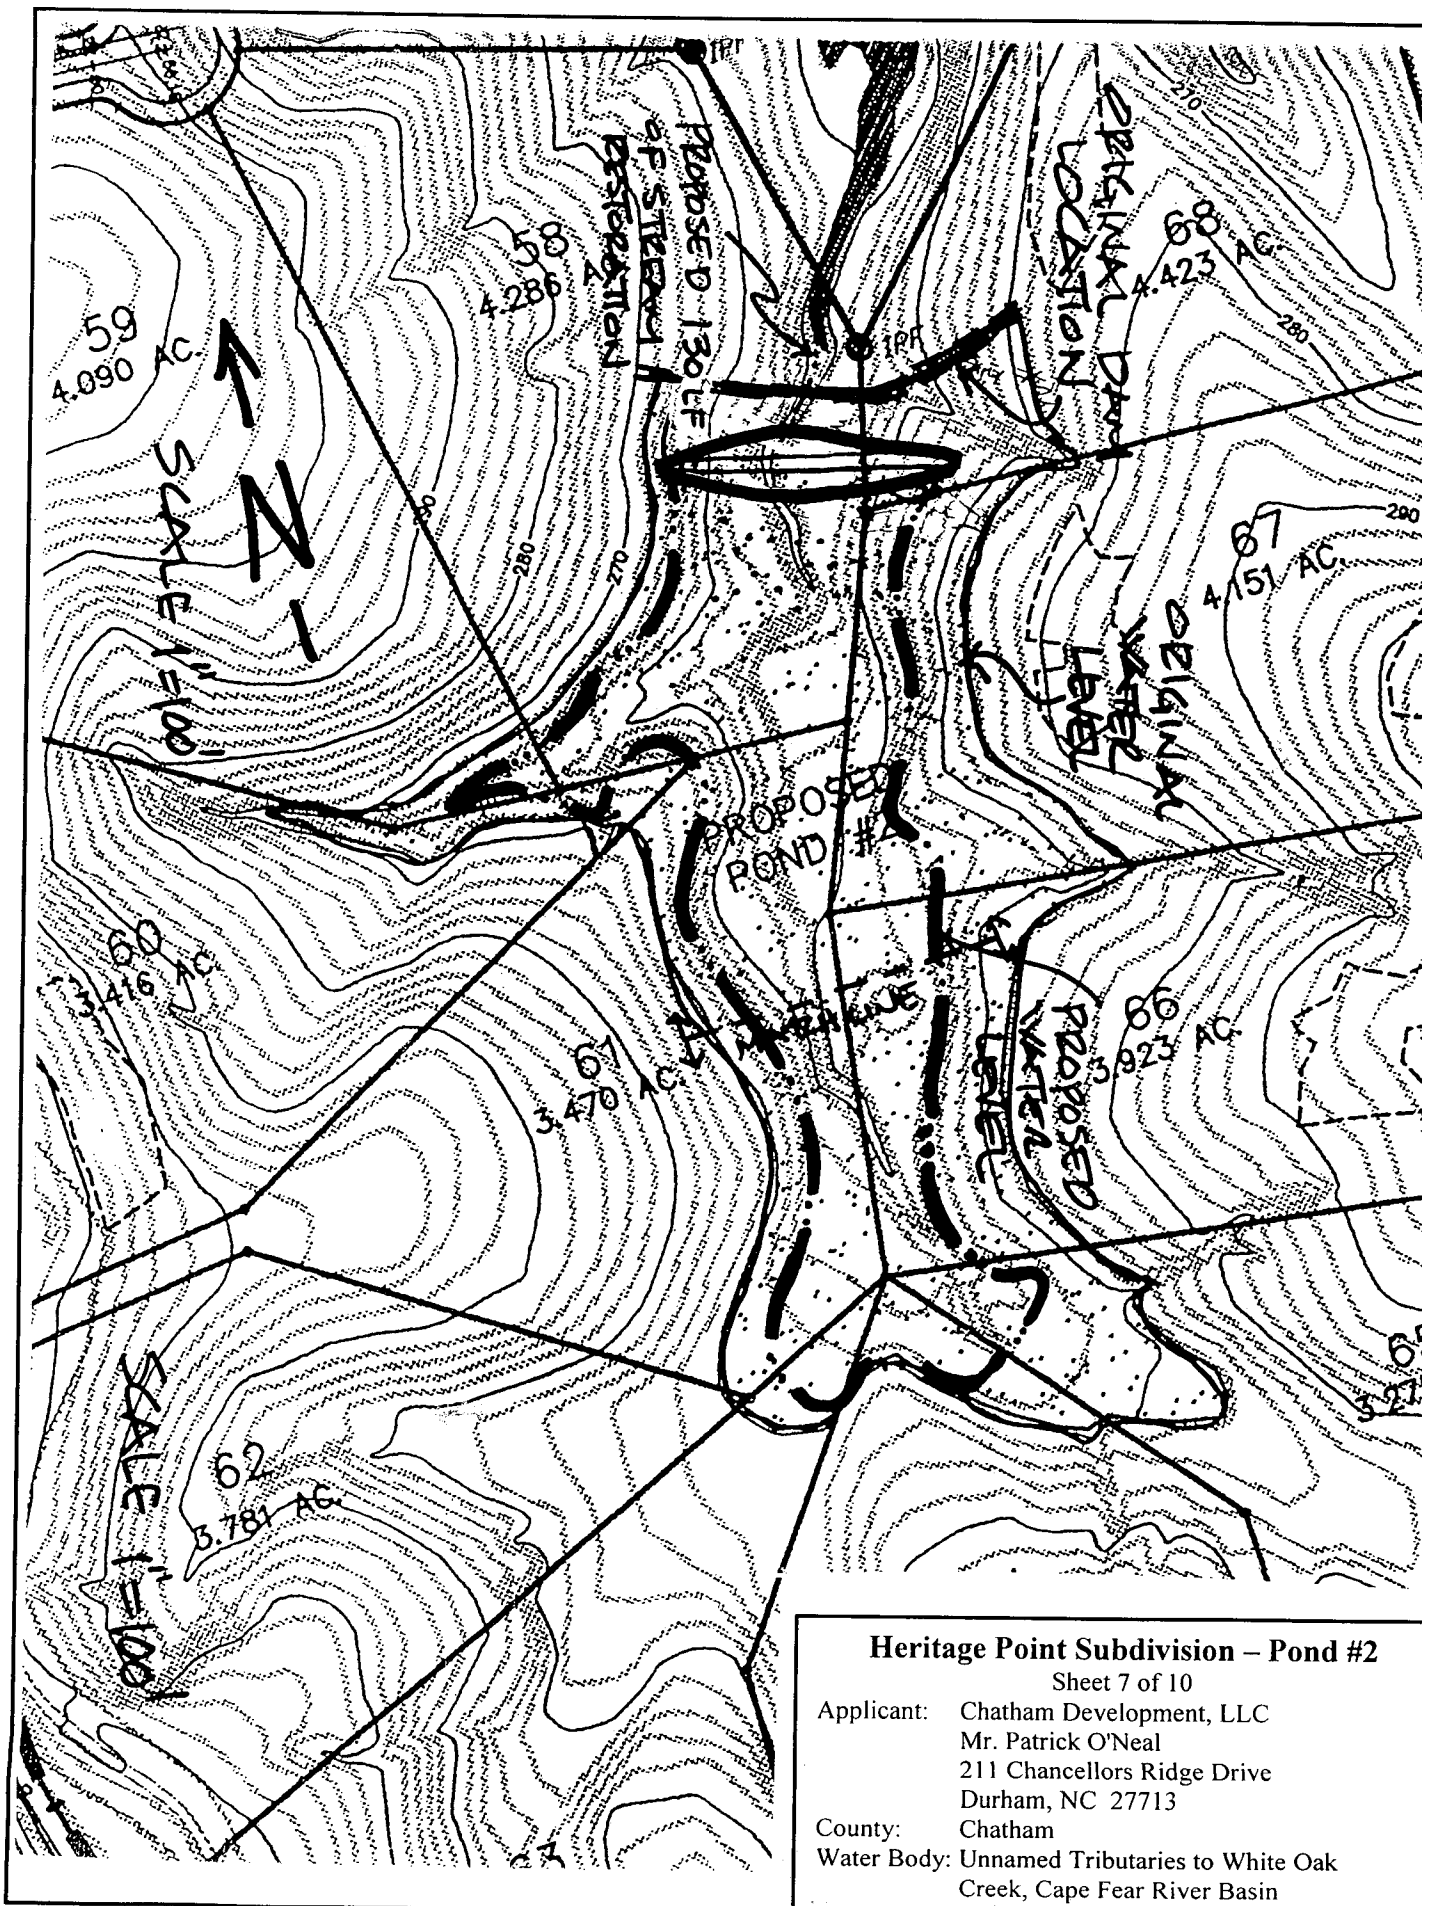 IPF
270
ORIGINAL DAM
LOCATION
PROPOSED 130 LF
OF STREAM
RESTORATION
58
AC.
4.286
68
AC.
4.423
59
4.090 AC.
IPF
280
N
SCALE 1"=100'
290
67
4.151 AC.
280
270
ORIGINAL
WATER
LEVEL
PROPOSED
POND #2
60
3.416 AC.
MATCHLINE
61
3.470 AC.
66
3.923 AC.
PROPOSED
WATER
LEVEL
3.27
SCALE 1"=100'
62
3.781 AC.
Heritage Point Subdivision – Pond #2
Sheet 7 of 10
Applicant: Chatham Development, LLC
Mr. Patrick O'Neal
211 Chancellors Ridge Drive
Durham, NC 27713
County: Chatham
Water Body: Unnamed Tributaries to White Oak
Creek, Cape Fear River Basin